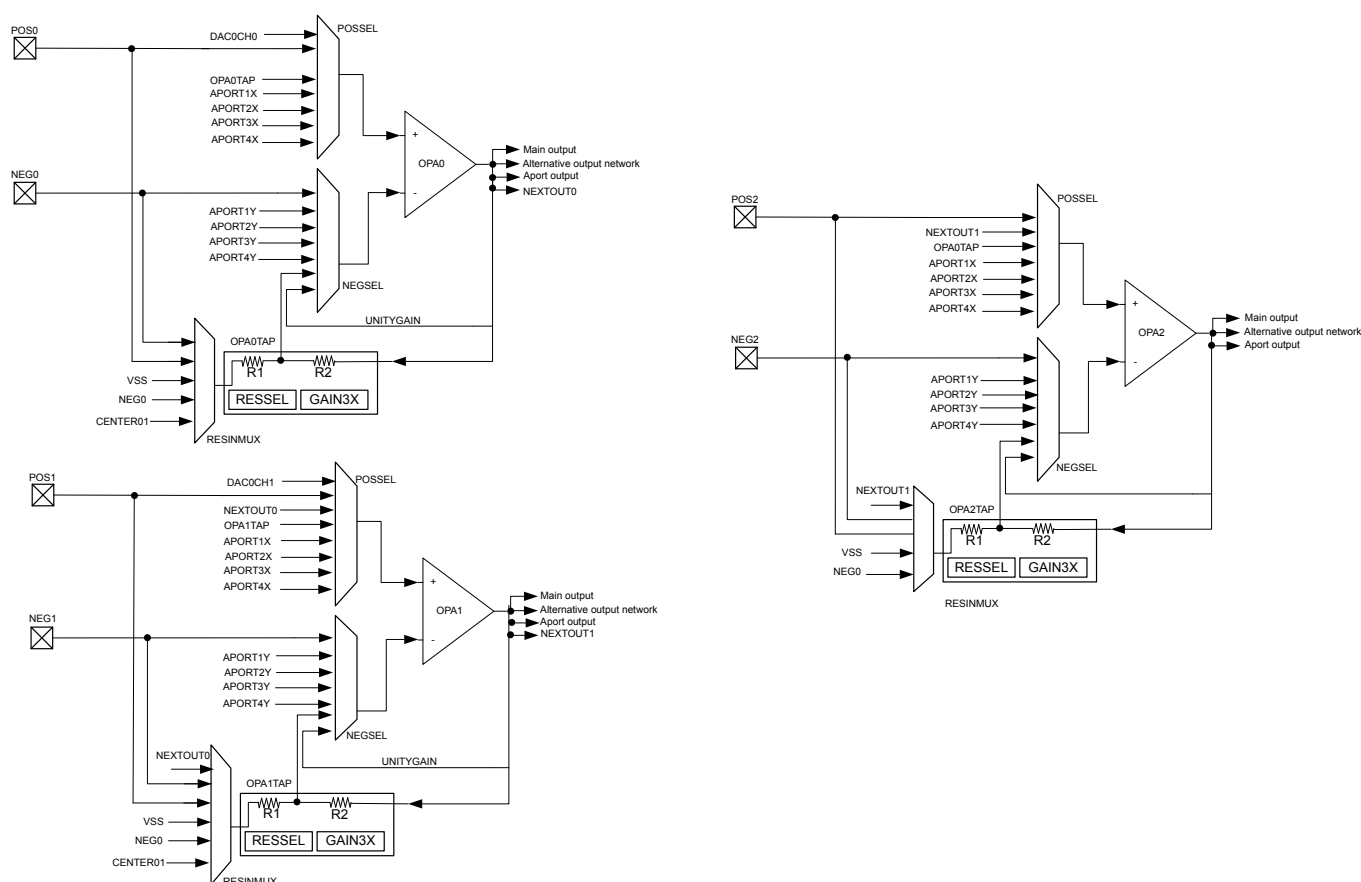 POS0
DAC0CH0
POSSEL
OPA0TAP
APORT1X
APORT2X
APORT3X
APORT4X
+
OPA0
-
Main output
Alternative output network
Aport output
NEXTOUT0
NEG0
APORT1Y
APORT2Y
APORT3Y
APORT4Y
NEGSEL
UNITYGAIN
OPA0TAP
R1
R2
RESSEL
GAIN3X
VSS
NEG0
CENTER01
RESINMUX
POS1
DAC0CH1
POSSEL
NEXTOUT0
OPA1TAP
APORT1X
APORT2X
APORT3X
APORT4X
+
OPA1
-
Main output
Alternative output network
Aport output
NEXTOUT1
NEG1
APORT1Y
APORT2Y
APORT3Y
APORT4Y
NEGSEL
UNITYGAIN
NEXTOUT0
OPA1TAP
R1
R2
RESSEL
GAIN3X
VSS
NEG0
CENTER01
RESINMUX
POS2
POSSEL
NEXTOUT1
OPA0TAP
APORT1X
APORT2X
APORT3X
APORT4X
+
OPA2
-
Main output
Alternative output network
Aport output
NEG2
APORT1Y
APORT2Y
APORT3Y
APORT4Y
NEGSEL
NEXTOUT1
OPA2TAP
R1
R2
RESSEL
GAIN3X
VSS
NEG0
RESINMUX